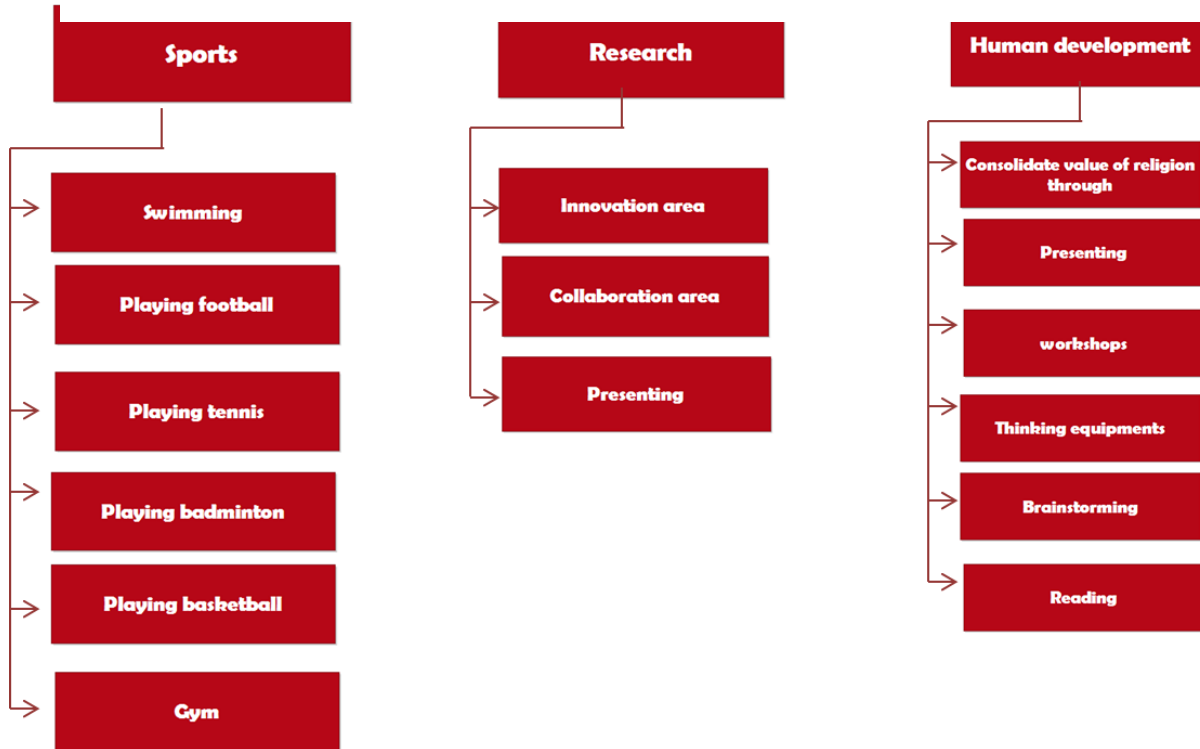 Sports
Swimming
Playing football
Playing tennis
Playing badminton
Playing basketball
Gym
Research
Innovation area
Collaboration area
Presenting
Human development
Consolidate value of religion
through
Presenting
workshops
Thinking equipments
Brainstorming
Reading